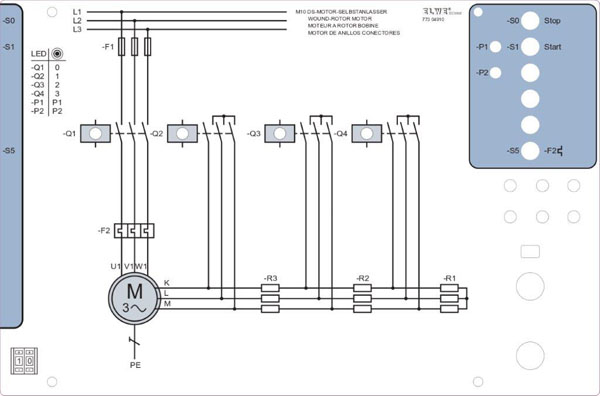 L1
L2
L3
M10 DS-MOTOR-SELBSTANLASSER
WOUND-ROTOR MOTOR
MOTEUR A ROTOR BOBINE
MOTOR DE ANILLOS CONECTORES
-S0
-S1
-S5
LED
-Q1 0
-Q2 1
-Q3 2
-Q4 3
-P1 P1
-P2 P2
-F1
-Q1
-Q2
-Q3
-Q4
-F2
U1 V1 W1
M
3
K
L
M
-R3
-R2
-R1
PE
1 0
-S0 Stop
-P1 -S1 Start
-P2
-S5 -F2